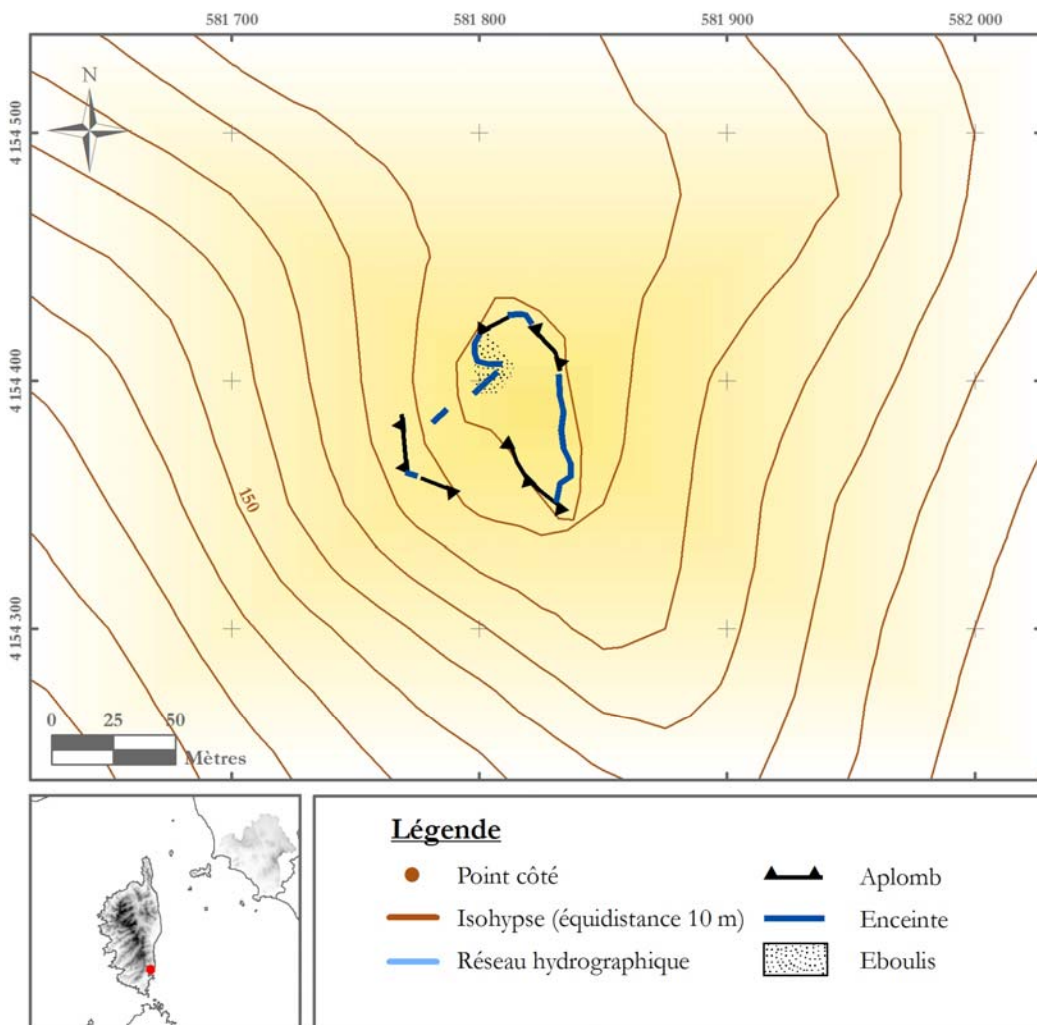 581 700 581 800 581 900 582 000
N
4 154 500
4 154 400
4 154 300
150
0 25 50
Mètres
Légende
Point côté
Isohypse (équidistance 10 m)
Réseau hydrographique
Aplomb
Enceinte
Eboulis